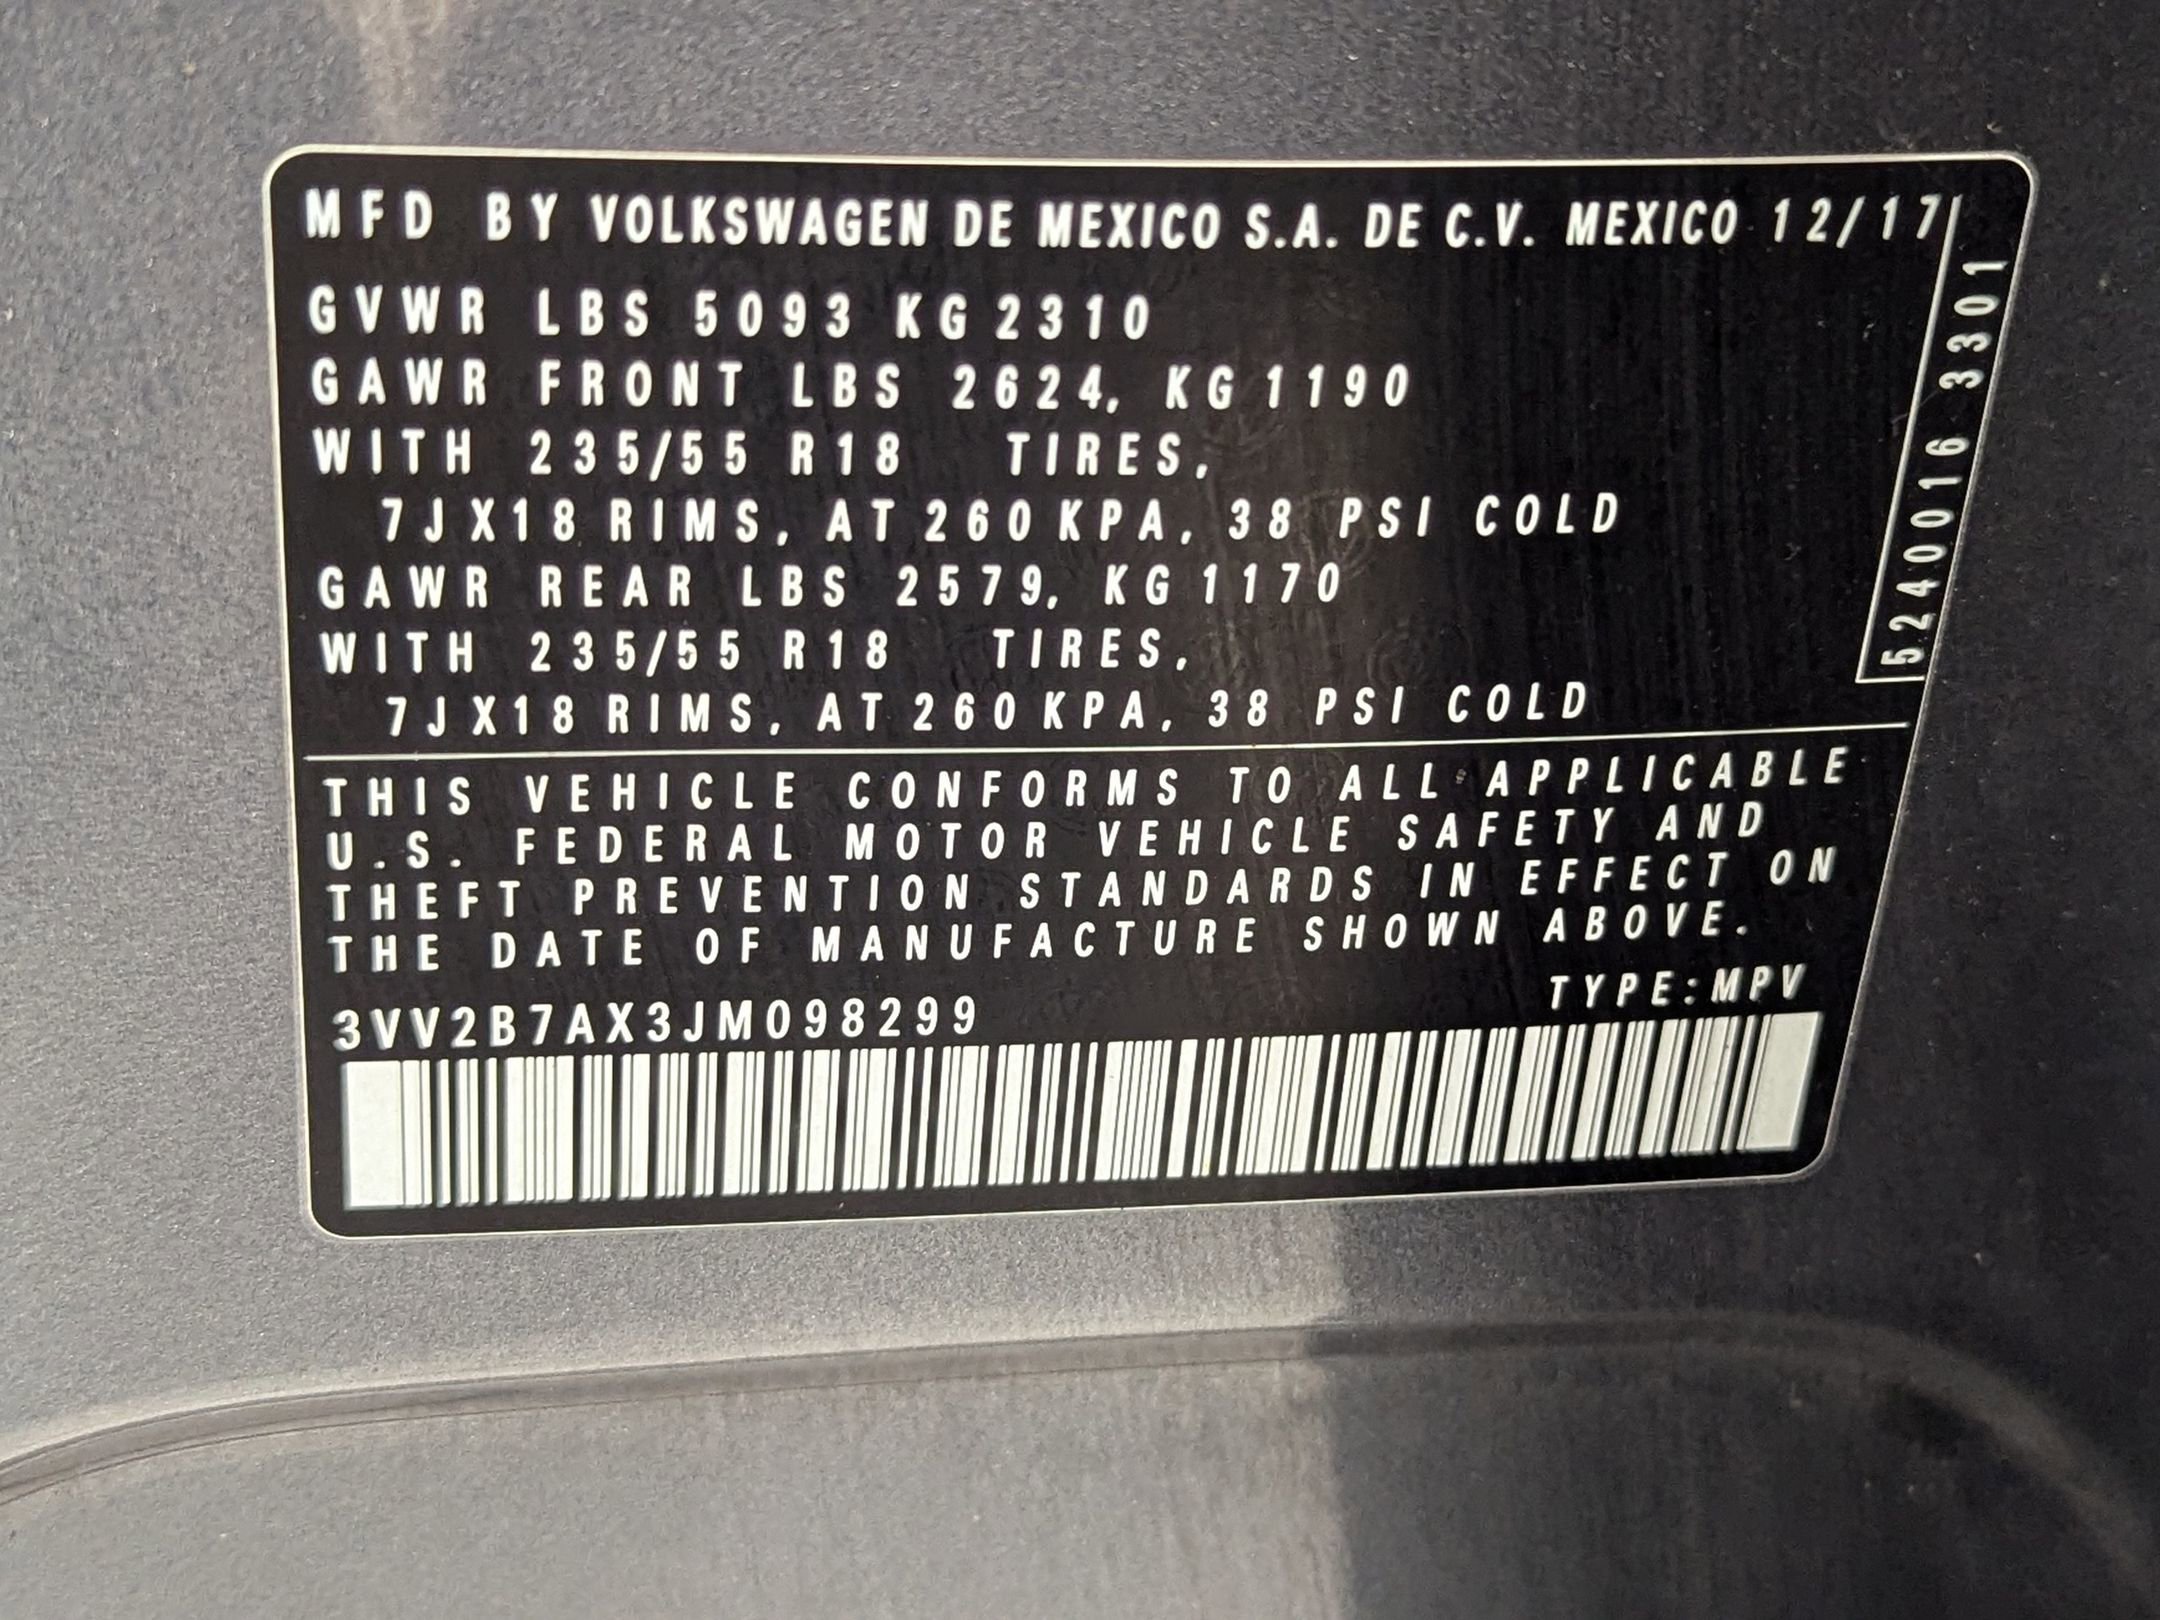 MFD BY VOLKSWAGEN DE MEXICO S.A. DE C.V. MEXICO 12/17
GVWR LBS 5093 KG 2310
GAWR FRONT LBS 2624, KG 1190
WITH 235/55 R18 TIRES,
7JX18 RIMS, AT 260 KPA, 38 PSI COLD
GAWR REAR LBS 2579, KG 1170
WITH 235/55 R18 TIRES,
7JX18 RIMS, AT 260 KPA, 38 PSI COLD
5240016 3301
THIS VEHICLE CONFORMS TO ALL APPLICABLE
U.S. FEDERAL MOTOR VEHICLE SAFETY AND
THEFT PREVENTION STANDARDS IN EFFECT ON
THE DATE OF MANUFACTURE SHOWN ABOVE.
TYPE:MPV
3VV2B7AX3JM098299